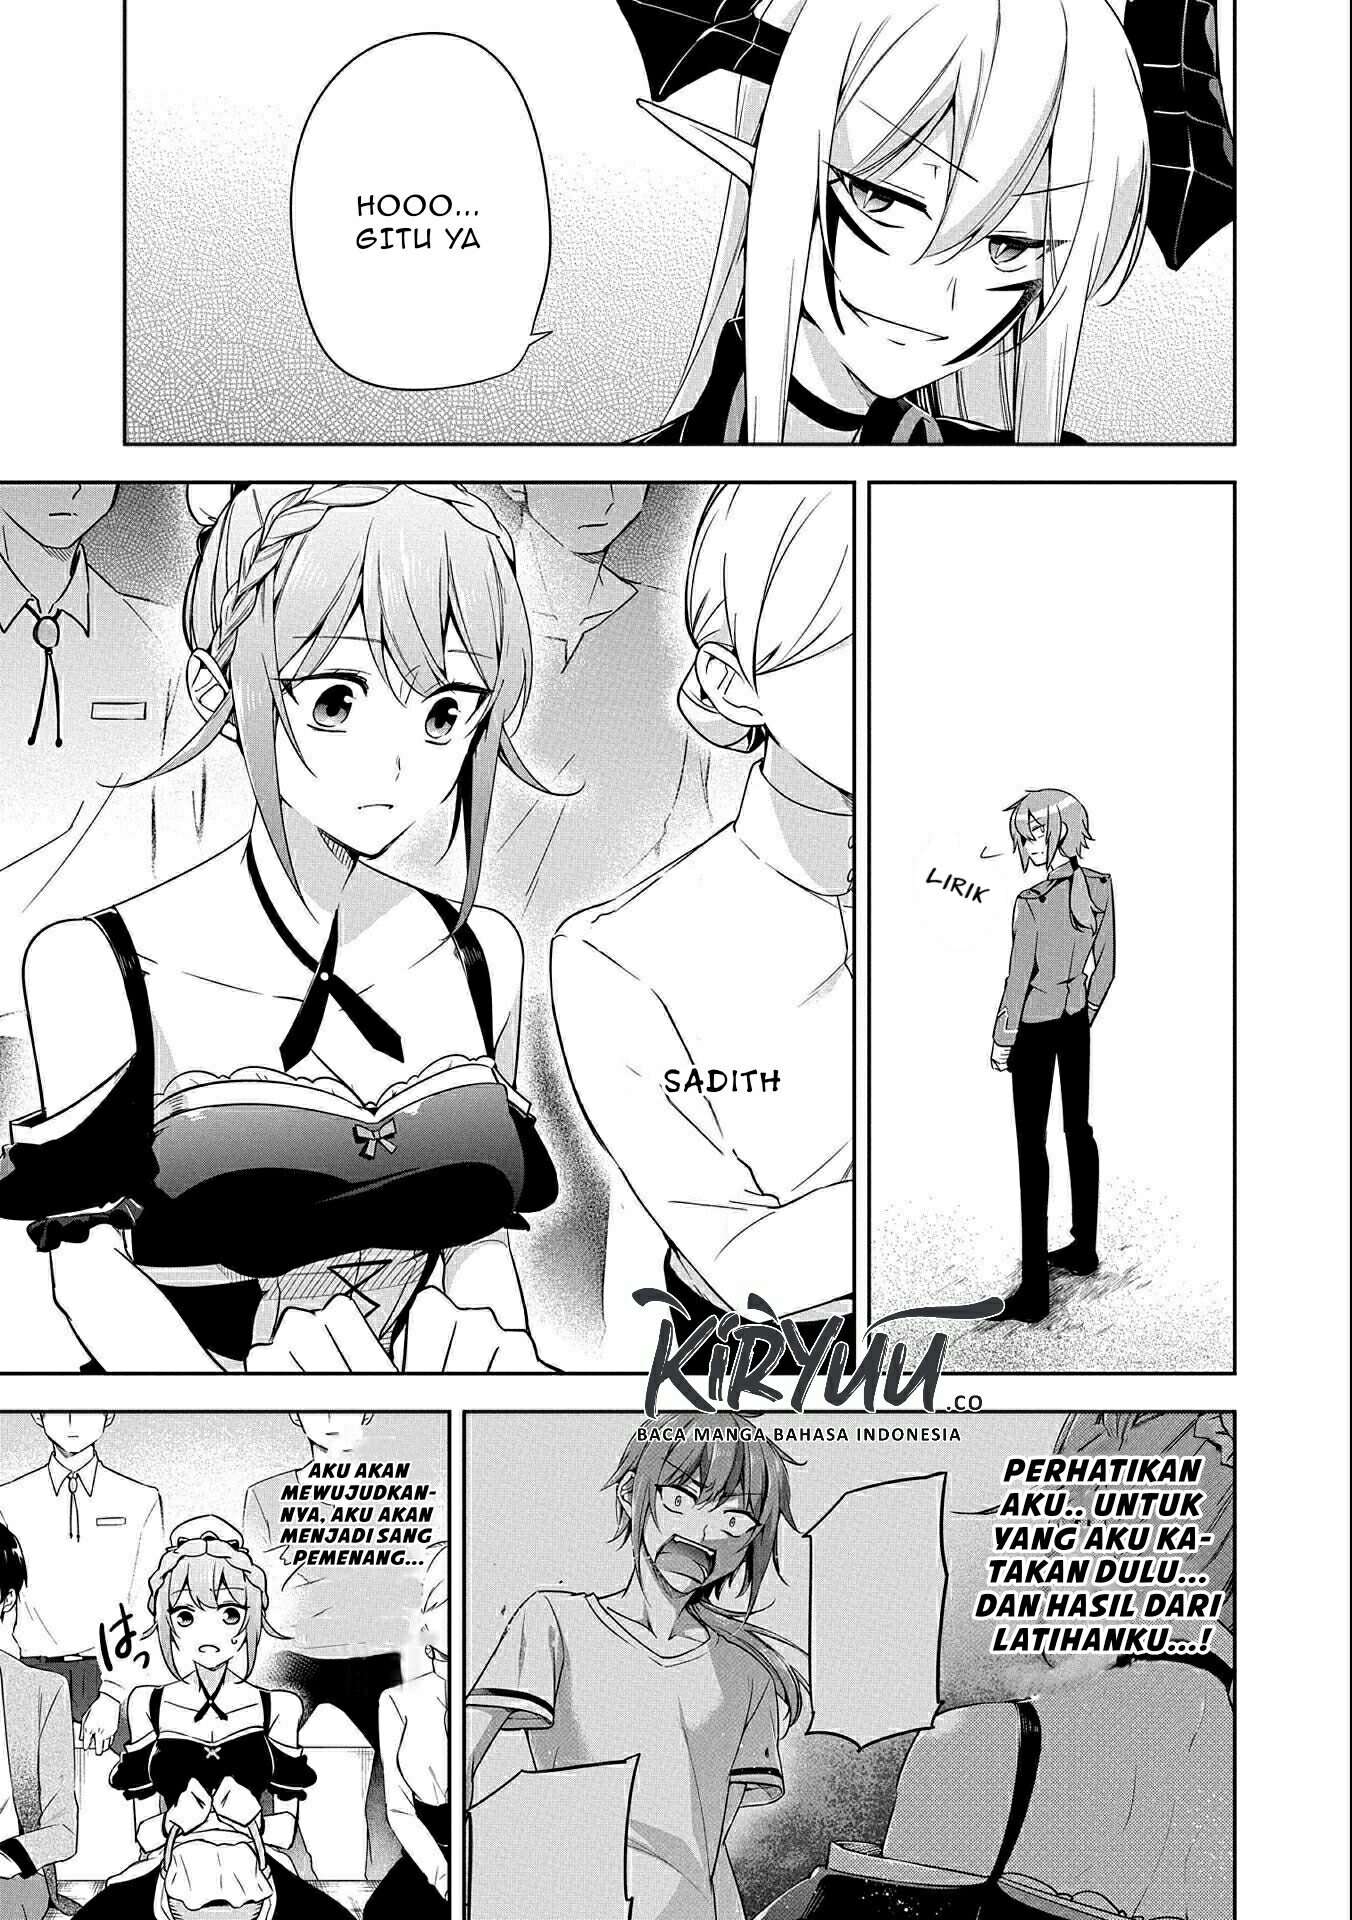 HOOO...
GITU YA
LIRIK
SADITH
KIRYUU
.CO
BACA MANGA BAHASA INDONESIA
PERHATIKAN
AKU.. UNTUK
YANG AKU KA-
TAKAN DULU...
DAN HASIL DARI
LATIHANKU...!
AKU AKAN
MEWUJUDKAN-
NYA, AKU AKAN
MENJADI SANG
PEMENANG...
はっ